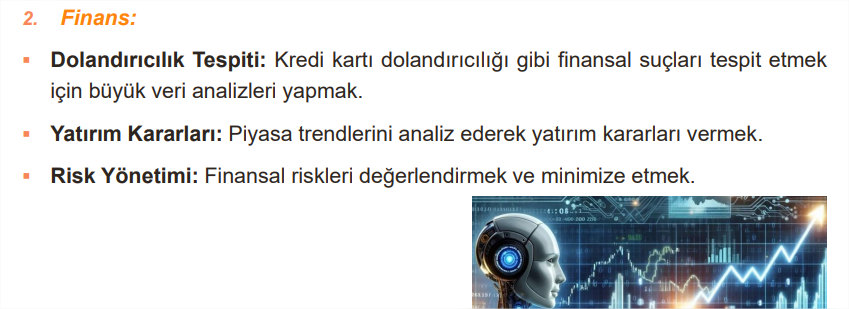 2. Finans:
▪ Dolandırıcılık Tespiti: Kredi kartı dolandırıcılığı gibi finansal suçları tespit etmek
için büyük veri analizleri yapmak.
▪ Yatırım Kararları: Piyasa trendlerini analiz ederek yatırım kararları vermek.
▪ Risk Yönetimi: Finansal riskleri değerlendirmek ve minimize etmek.